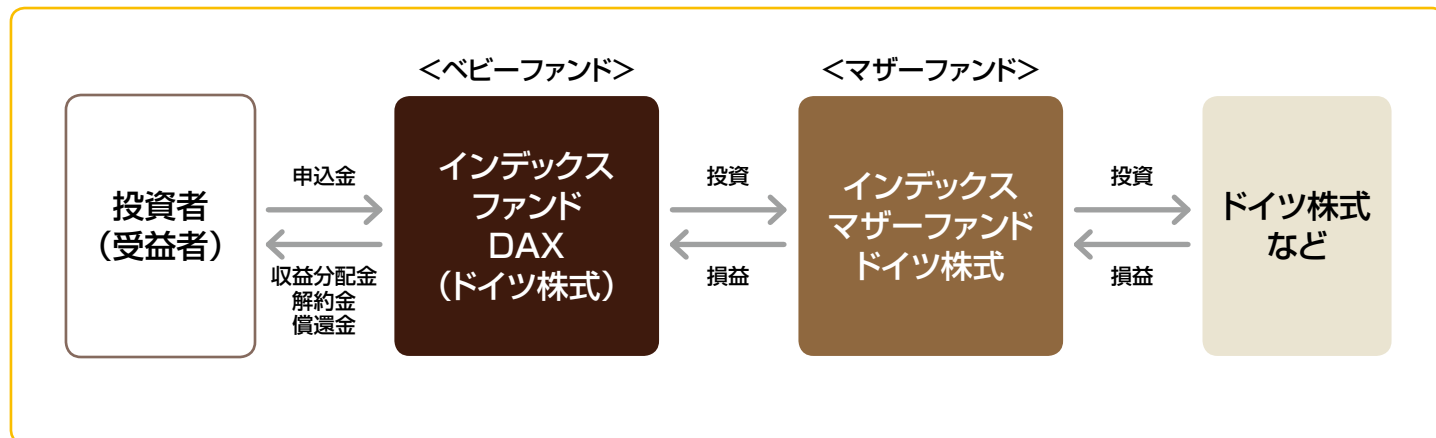 <ベビーファンド>
<マザーファンド>
投資者
（受益者）
申込金
収益分配金
解約金
償還金
インデックス
ファンド
DAX
（ドイツ株式）
投資
損益
インデックス
マザーファンド
ドイツ株式
投資
損益
ドイツ株式
など